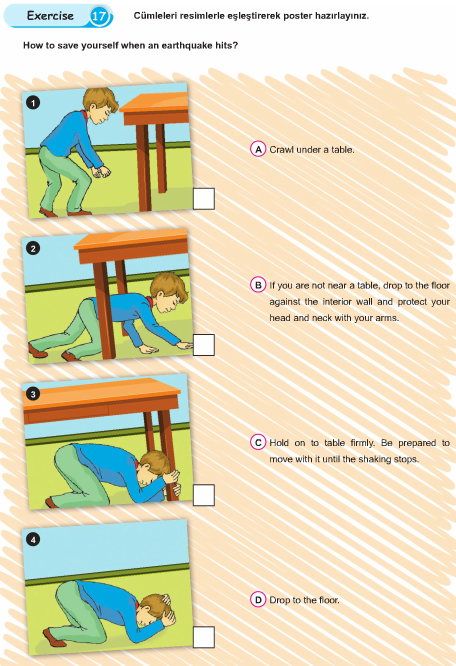 Exercise 17 Cümleleri resimlerle eşleştirerek poster hazırlayınız.
How to save yourself when an earthquake hits?
1
A Crawl under a table.
2
B If you are not near a table, drop to the floor
against the interior wall and protect your
head and neck with your arms.
3
C Hold on to table firmly. Be prepared to
move with it until the shaking stops.
4
D Drop to the floor.